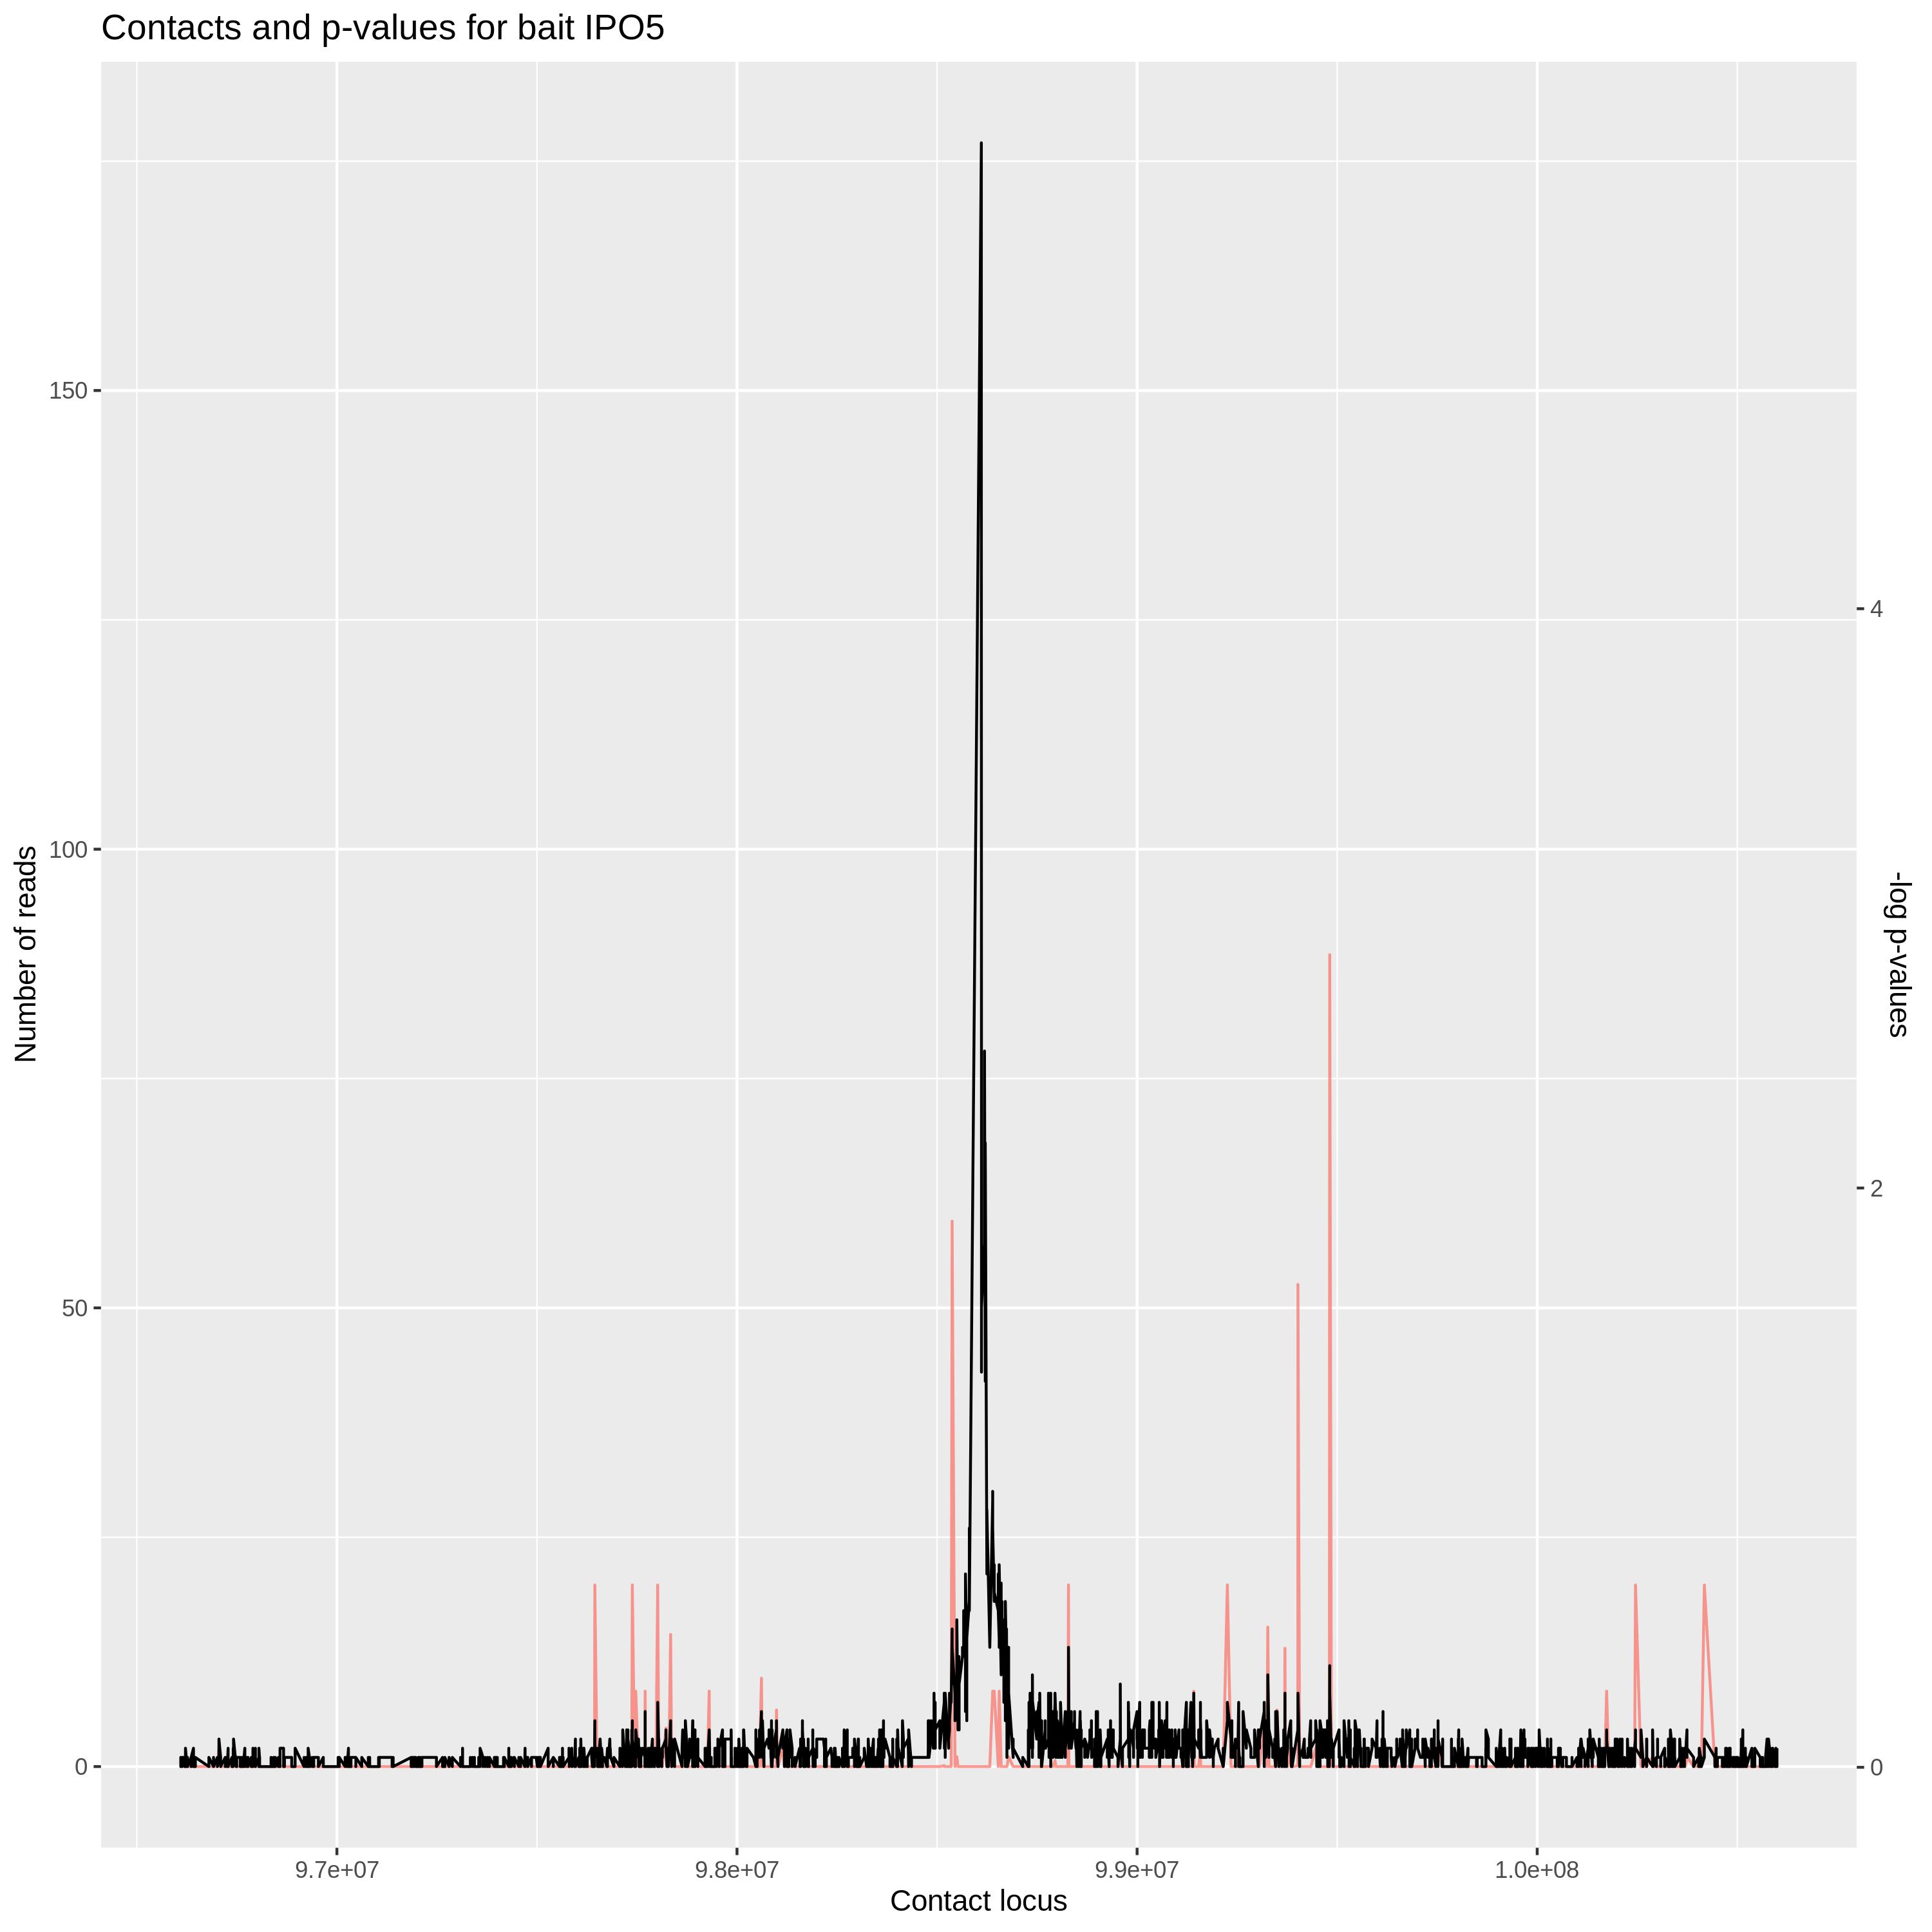 Contacts and p-values for bait IPO5
150
100
50
0
Number of reads
4
2
0
-log p-values
9.7e+07
9.8e+07
9.9e+07
1.0e+08
Contact locus